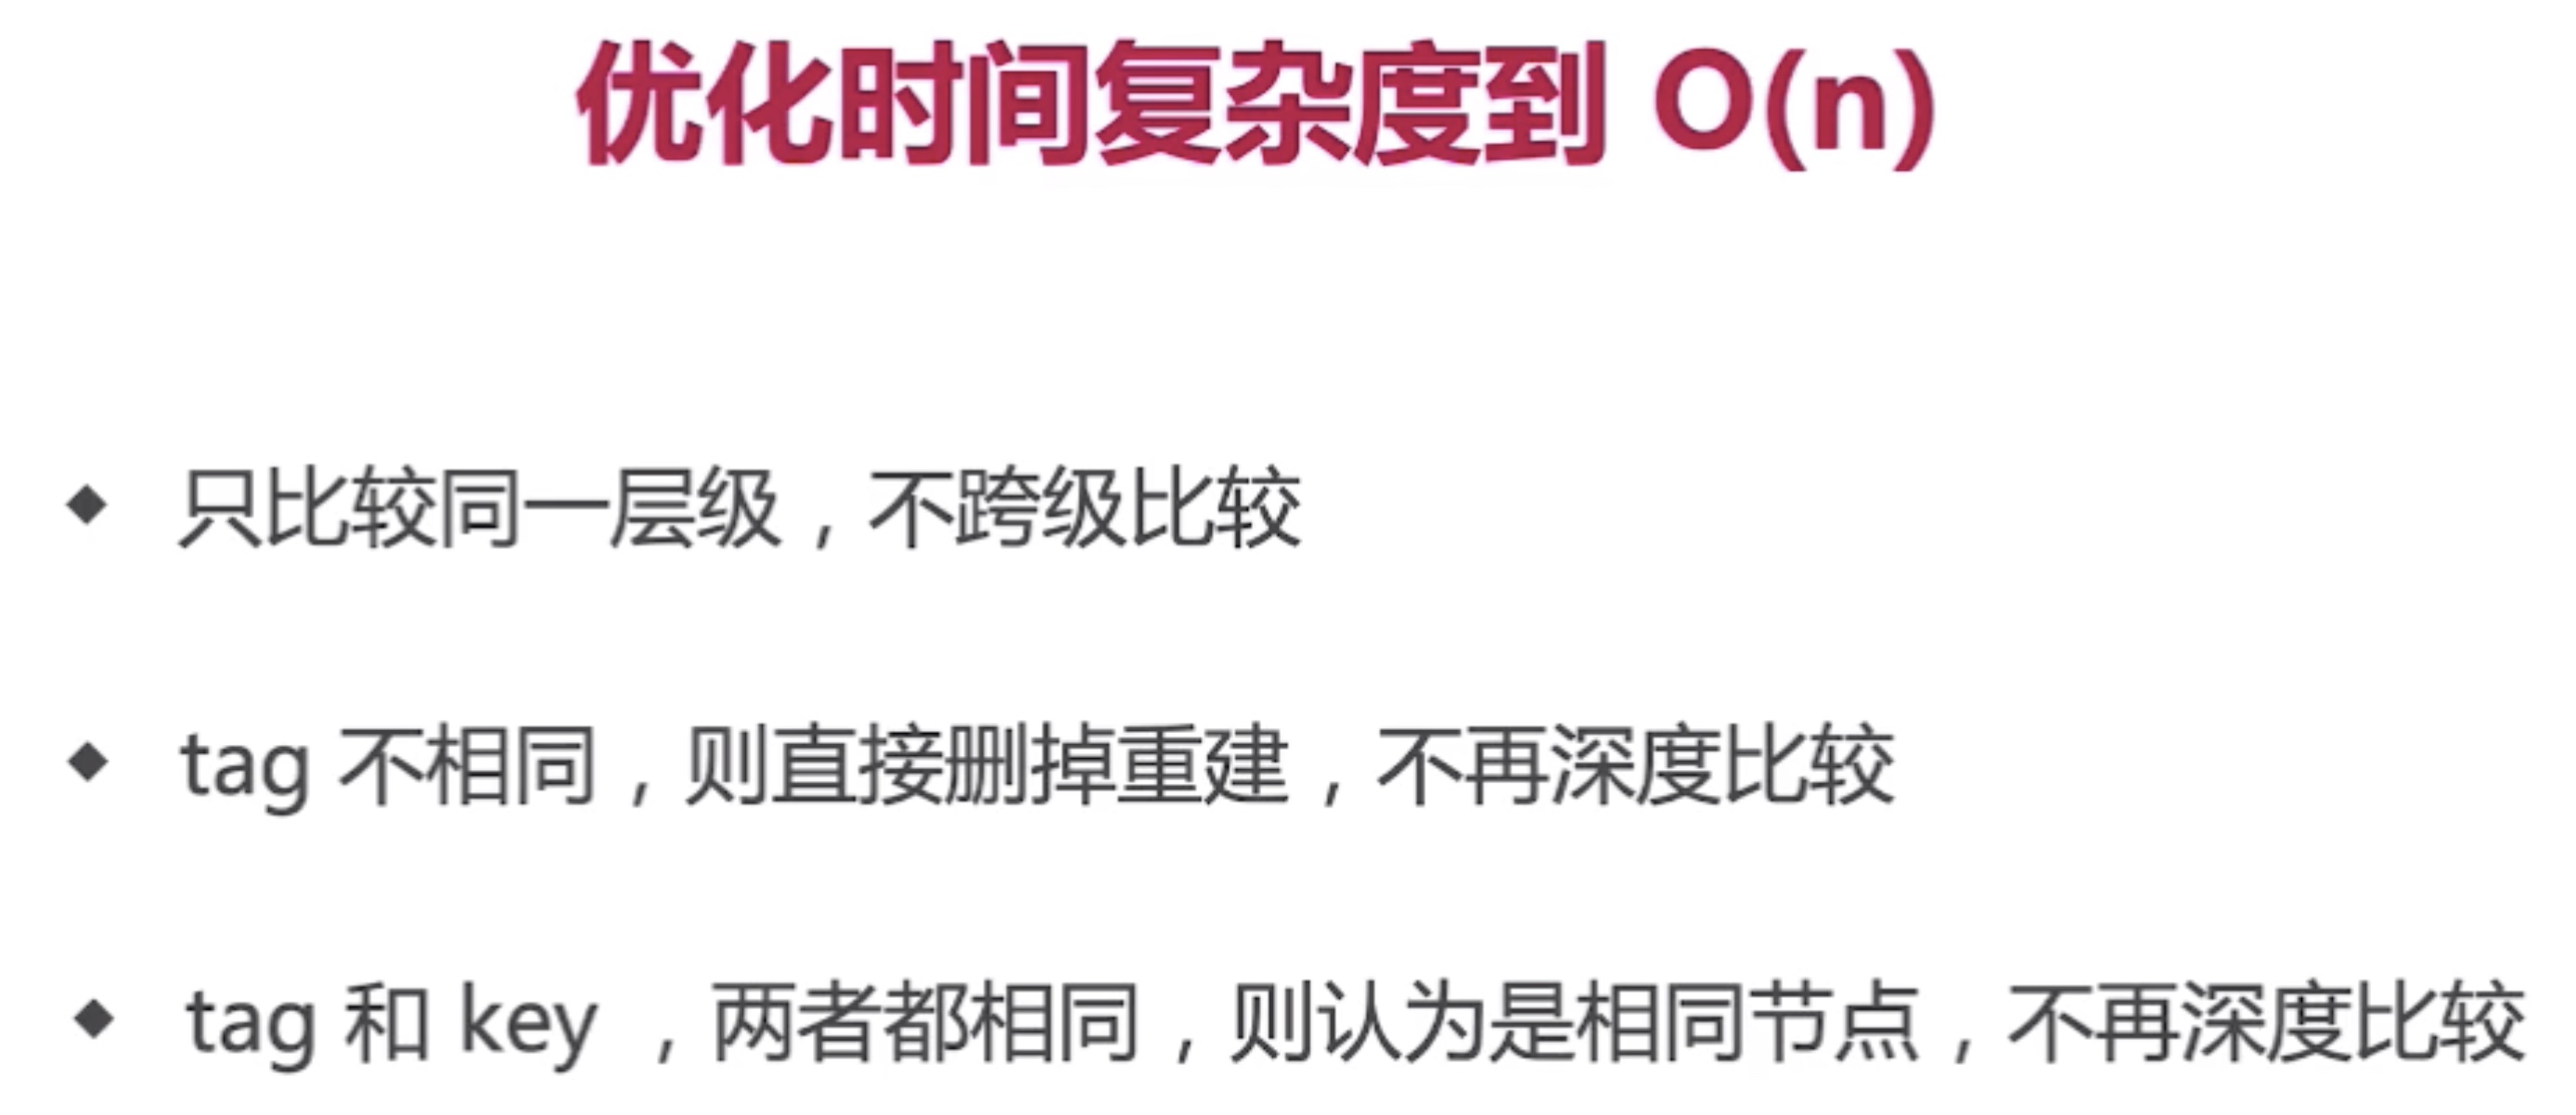 优化时间复杂度到 O(n)
◆ 只比较同一层级，不跨级比较
◆ tag 不相同，则直接删掉重建，不再深度比较
◆ tag 和 key ，两者都相同，则认为是相同节点，不再深度比较